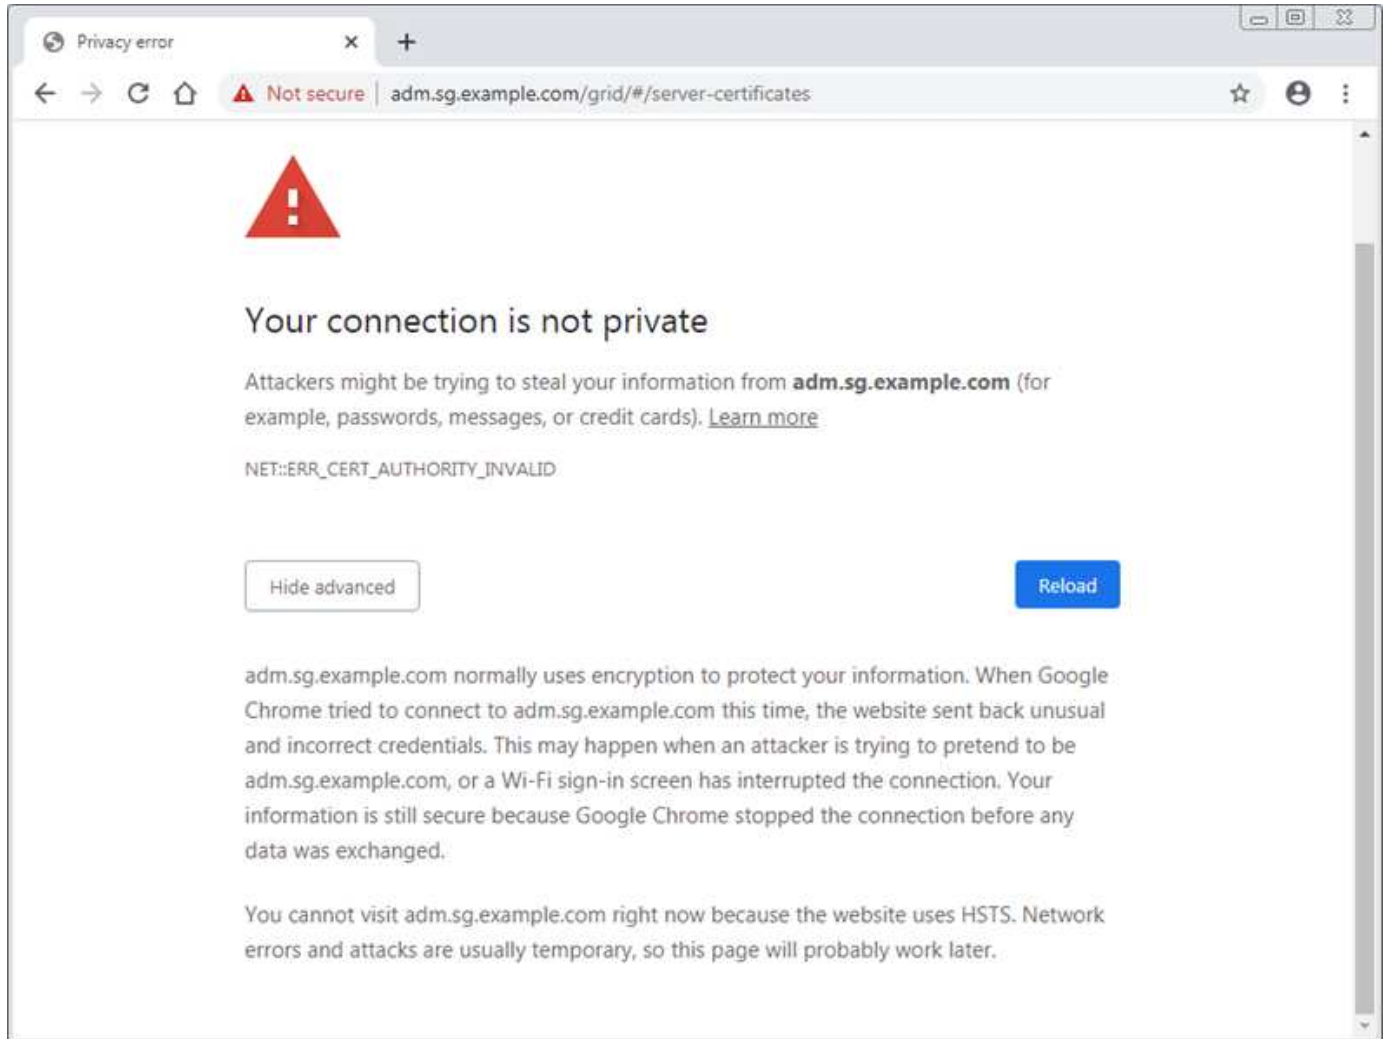 Privacy error
Not secure | adm.sg.example.com/grid/#/server-certificates
Your connection is not private
Attackers might be trying to steal your information from adm.sg.example.com (for
example, passwords, messages, or credit cards). Learn more
NET::ERR_CERT_AUTHORITY_INVALID
Hide advanced
Reload
adm.sg.example.com normally uses encryption to protect your information. When Google
Chrome tried to connect to adm.sg.example.com this time, the website sent back unusual
and incorrect credentials. This may happen when an attacker is trying to pretend to be
adm.sg.example.com, or a Wi-Fi sign-in screen has interrupted the connection. Your
information is still secure because Google Chrome stopped the connection before any
data was exchanged.
You cannot visit adm.sg.example.com right now because the website uses HSTS. Network
errors and attacks are usually temporary, so this page will probably work later.